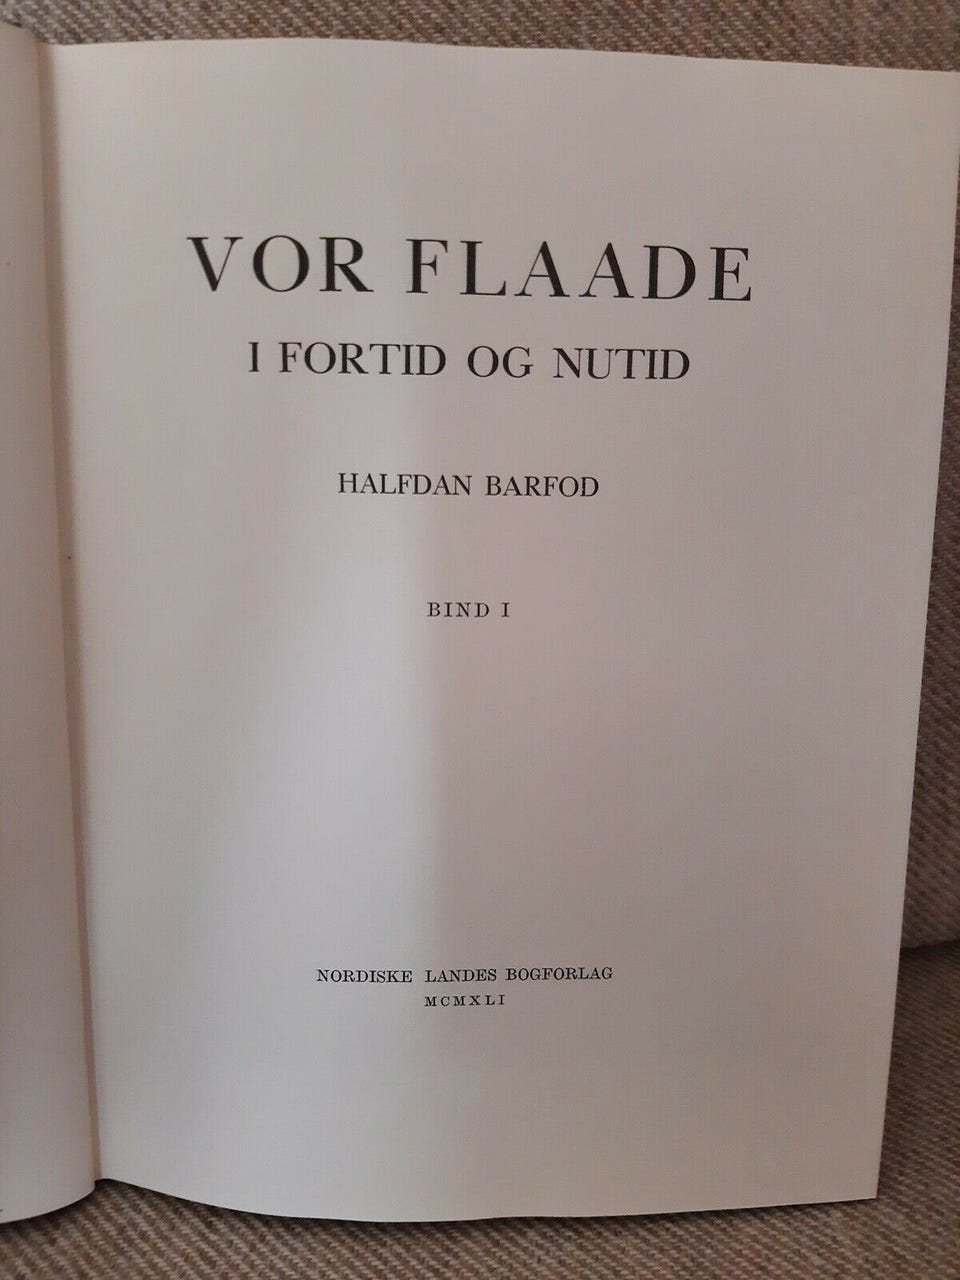 VOR FLAADE
I FORTID OG NUTID
HALFDAN BARFOD
BIND I
NORDISKE LANDES BOGFORLAG
MCMXLI